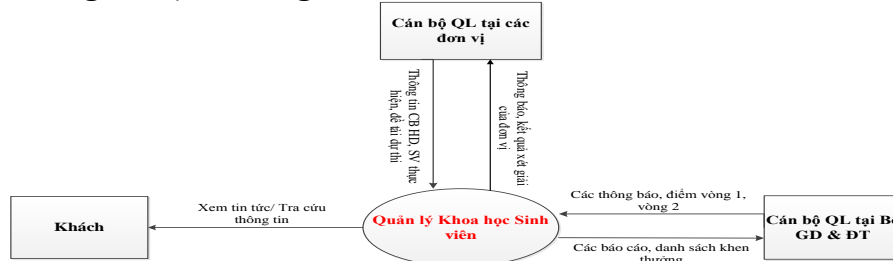 Cán bộ QL tại các
đơn vị
Thông tin CB HD, SV thực
hiện, đề tài dự thi
Thông báo, kết quả xét giải
của đơn vị
Xem tin tức/ Tra cứu
thông tin
Các thông báo, điểm vòng 1,
vòng 2
Khách
Quản lý Khoa học Sinh
viên
Cán bộ QL tại Bộ
GD & ĐT
Các báo cáo, danh sách khen
thưởng